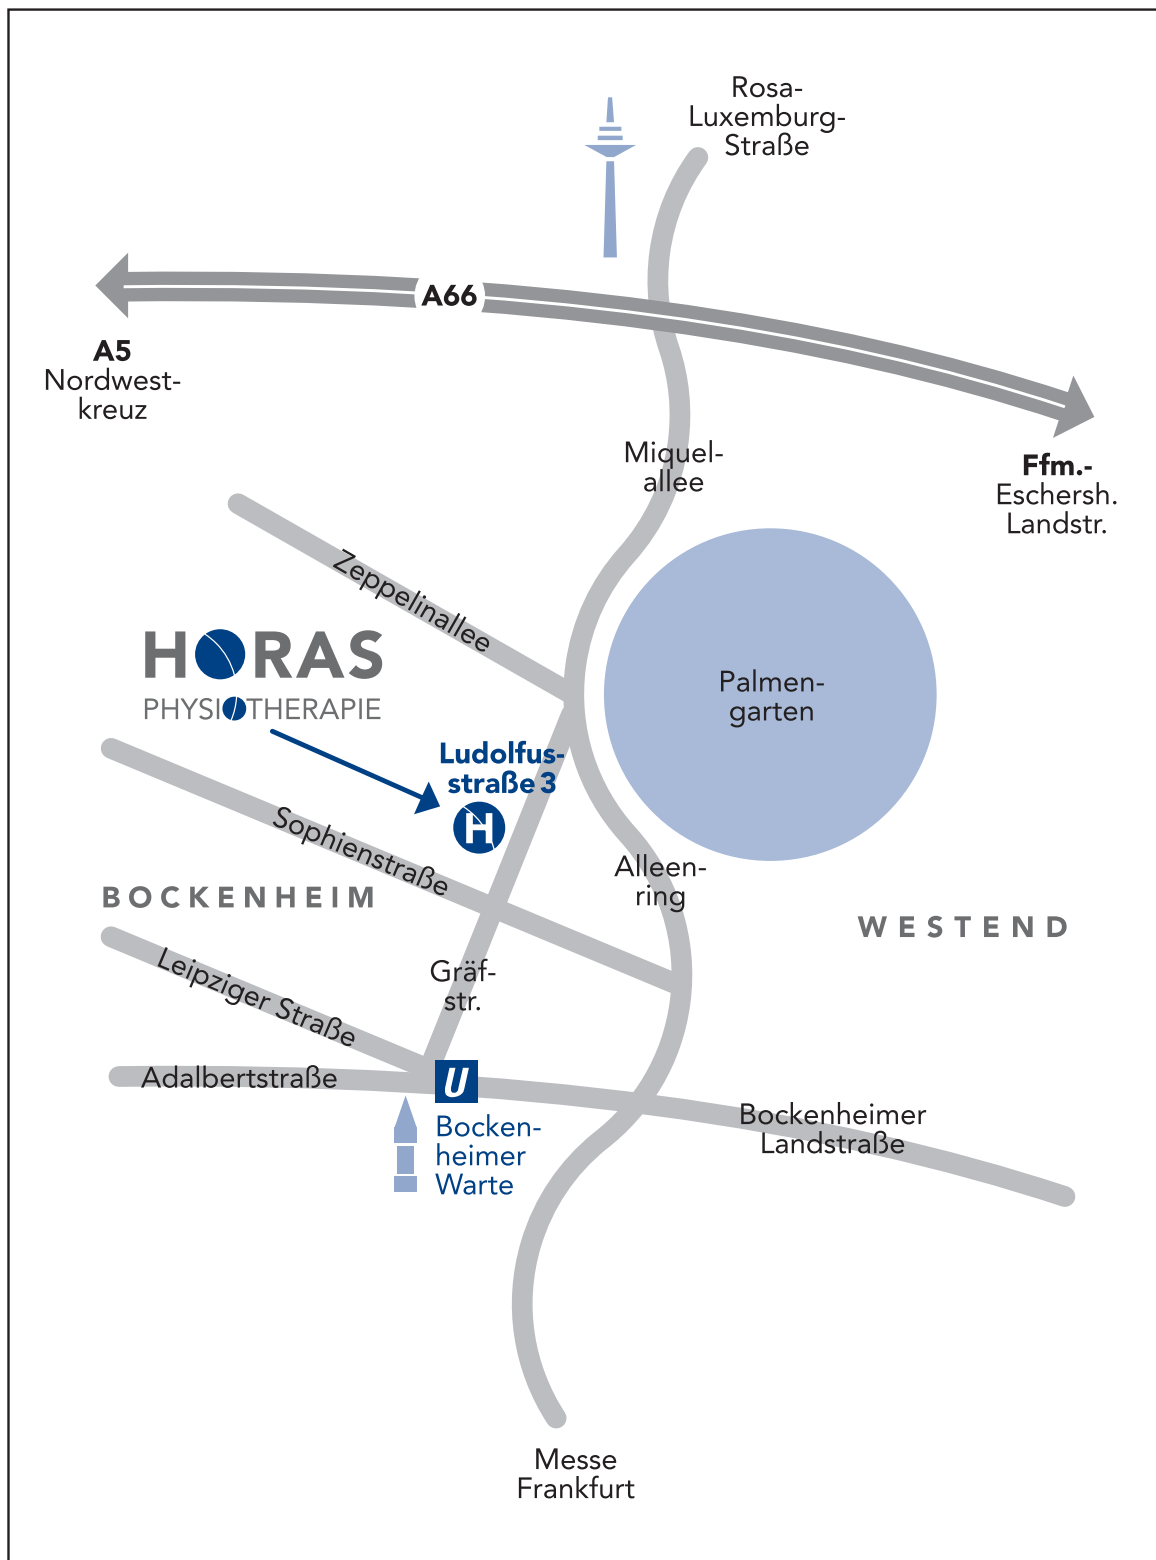 Rosa-
Luxemburg-
Straße
A66
A5
Nordwest-
kreuz
Miquel-
allee
Ffm.-
Eschersh.
Landstr.
Zeppelinallee
HORAS
PHYSIOTHERAPIE
Palmen-
garten
Ludolfus-
straße 3
H
Sophienstraße
Alleen-
ring
BOCKENHEIM
WESTEND
Leipziger Straße
Gräf-
str.
Adalbertstraße
U
Bocken-
heimer
Warte
Bockenheimer
Landstraße
Messe
Frankfurt